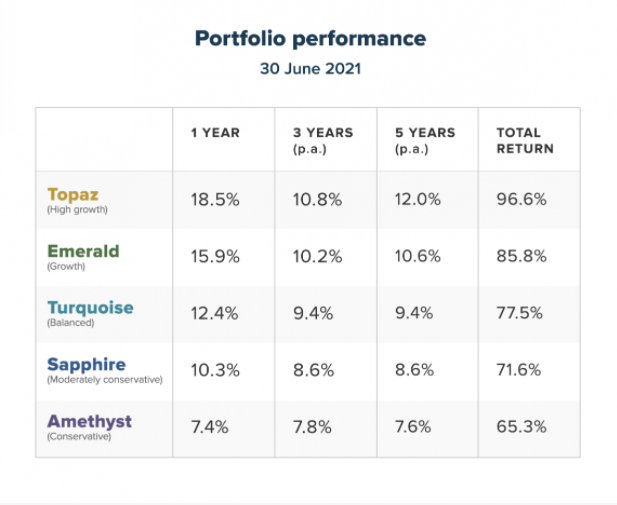 Portfolio performance
30 June 2021
1 YEAR 3 YEARS (p.a.) 5 YEARS (p.a.) TOTAL RETURN
Topaz (High growth) 18.5% 10.8% 12.0% 96.6%
Emerald (Growth) 15.9% 10.2% 10.6% 85.8%
Turquoise (Balanced) 12.4% 9.4% 9.4% 77.5%
Sapphire (Moderately conservative) 10.3% 8.6% 8.6% 71.6%
Amethyst (Conservative) 7.4% 7.8% 7.6% 65.3%